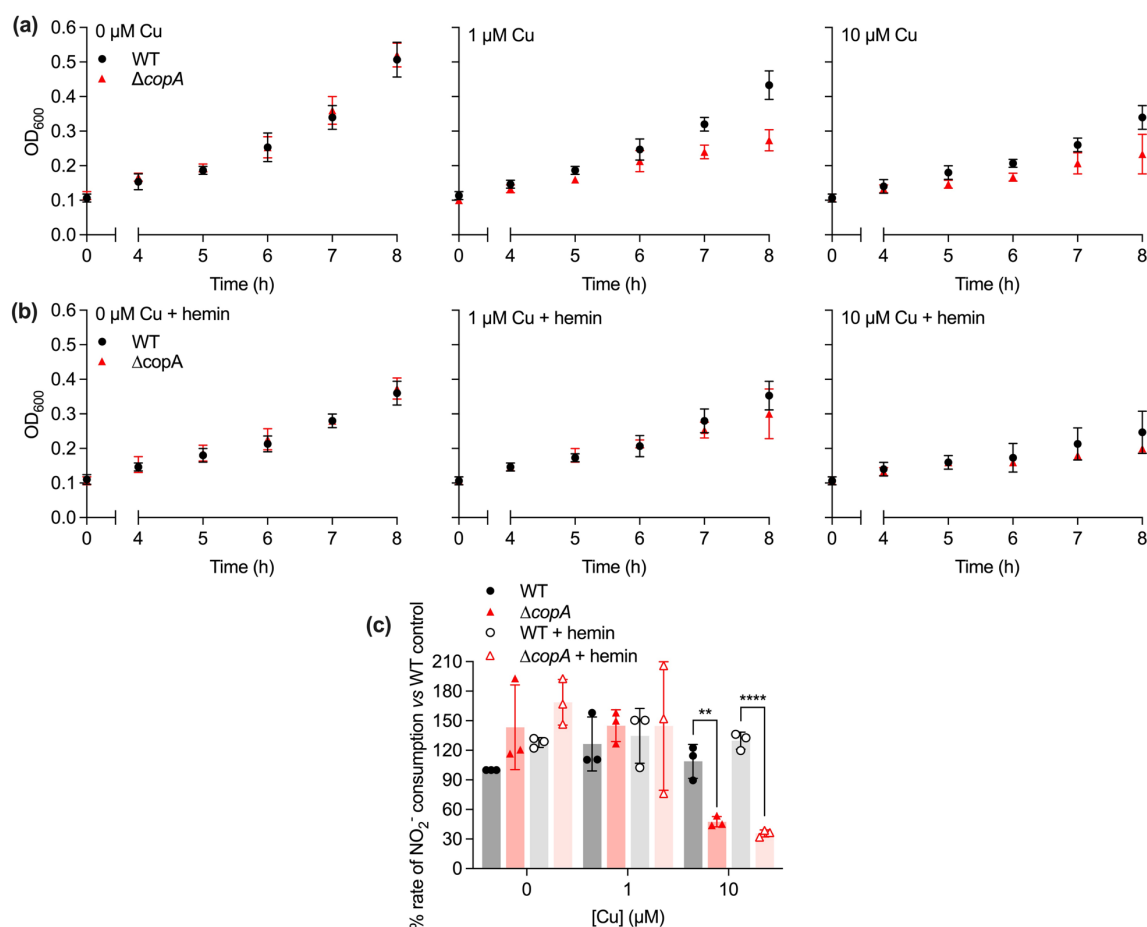 (a)
0 µM Cu
WT
ΔcopA
1 µM Cu
10 µM Cu
OD600
0.6
0.5
0.4
0.3
0.2
0.1
0.0
0 4 5 6 7 8
0 4 5 6 7 8
0 4 5 6 7 8
Time (h)
Time (h)
Time (h)
(b)
0 µM Cu + hemin
WT
ΔcopA
1 µM Cu + hemin
10 µM Cu + hemin
OD600
0.6
0.5
0.4
0.3
0.2
0.1
0.0
0 4 5 6 7 8
0 4 5 6 7 8
0 4 5 6 7 8
Time (h)
Time (h)
Time (h)
(c)
WT
ΔcopA
WT + hemin
ΔcopA + hemin
% rate of NO2- consumption vs WT control
210
180
150
120
90
60
30
0
**
****
0 1 10
[Cu] (µM)